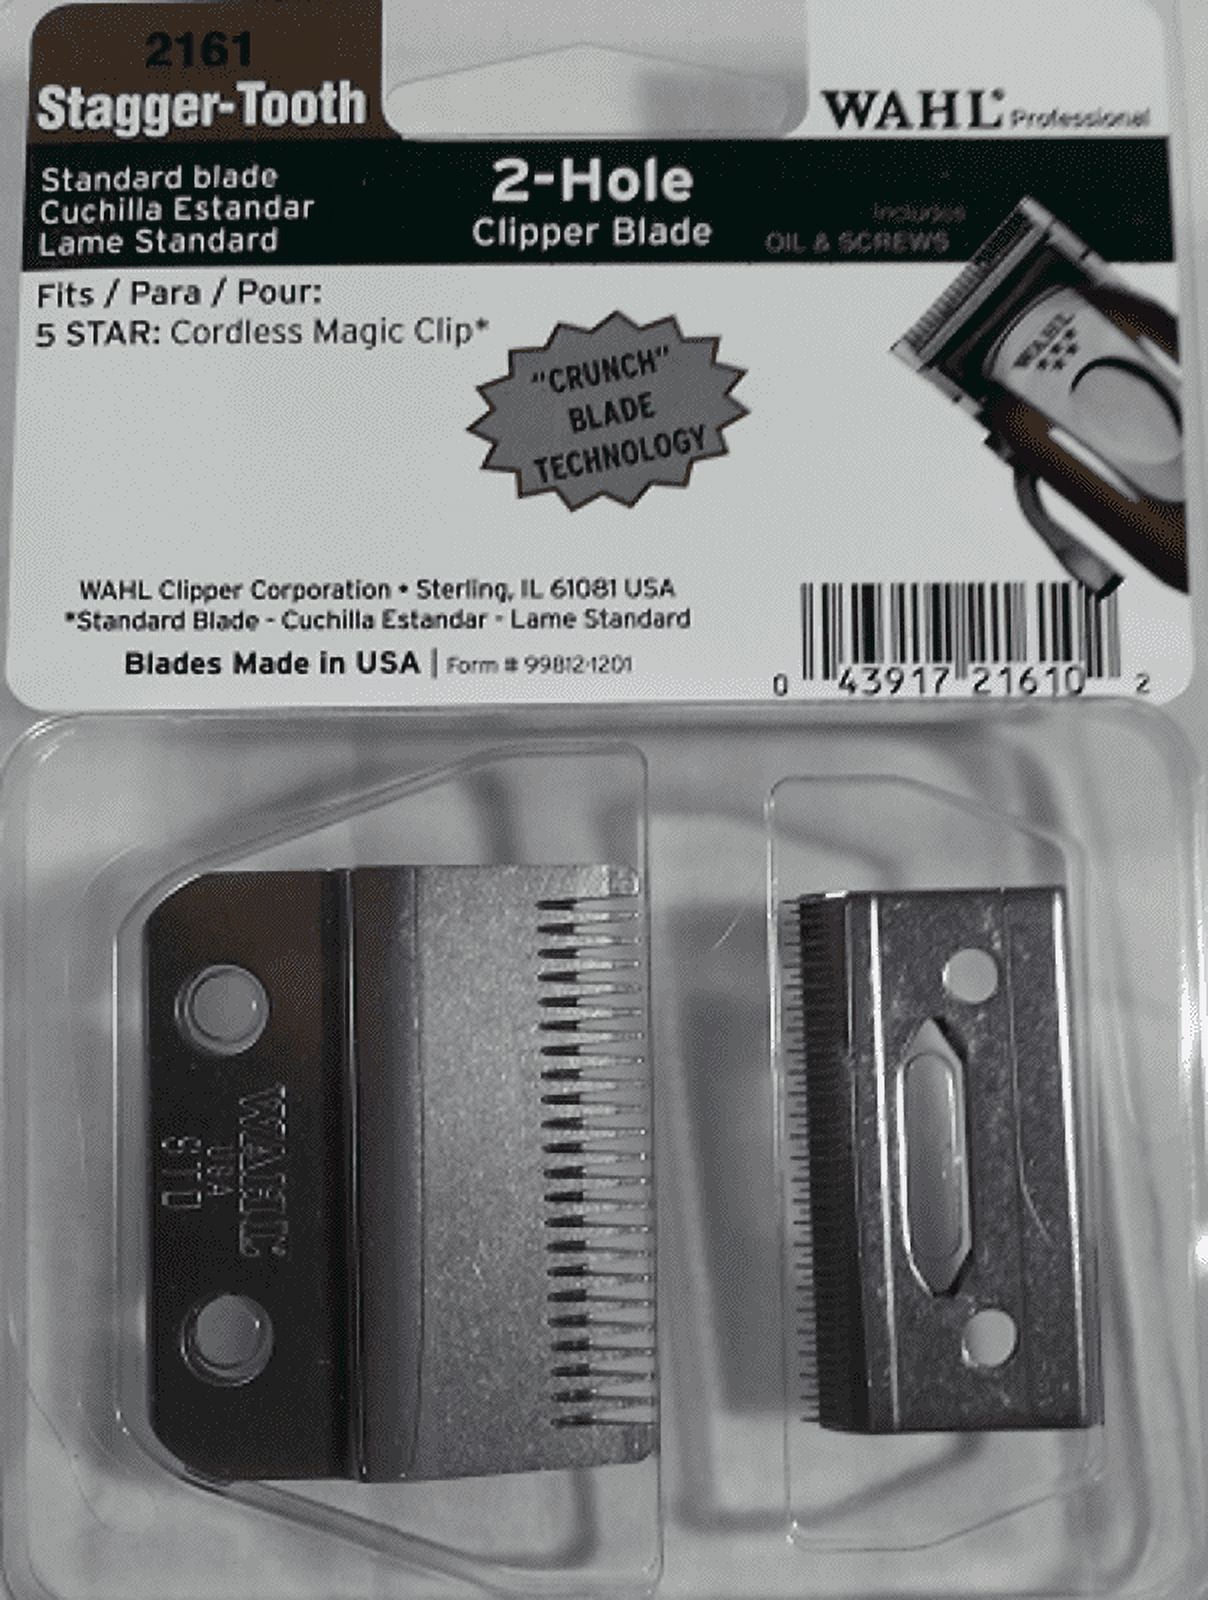 2161
Stagger-Tooth
WAHL® Professional
Standard blade
Cuchilla Estandar
Lame Standard
2-Hole
Clipper Blade
Includes
OIL & SCREWS
Fits / Para / Pour:
5 STAR: Cordless Magic Clip*
"CRUNCH"
BLADE
TECHNOLOGY
WAHL
WAHL Clipper Corporation • Sterling, IL 61081 USA
*Standard Blade - Cuchilla Estandar - Lame Standard
Blades Made in USA | Form # 99812-1201
0 43917 21610 2
WAHL
USA
STD